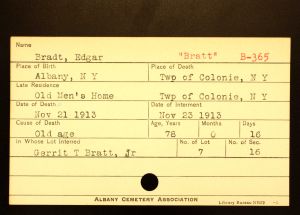 Name
Bradt, Edgar "Bratt" B-365
Place of Birth Place of Death
Albany, N Y Twp of Colonie, N Y
Late Residence
Old Men's Home Twp of Colonie, N Y
Date of Death Date of Interment
Nov 21 1913 Nov 23 1913
Cause of Death Age, Years Months Days
Old age 78 0 16
In Whose Lot Interred No. of Lot No. of Sec.
Gerrit T Bratt, Jr 7 16
ALBANY CEMETERY ASSOCIATION
Library Bureau